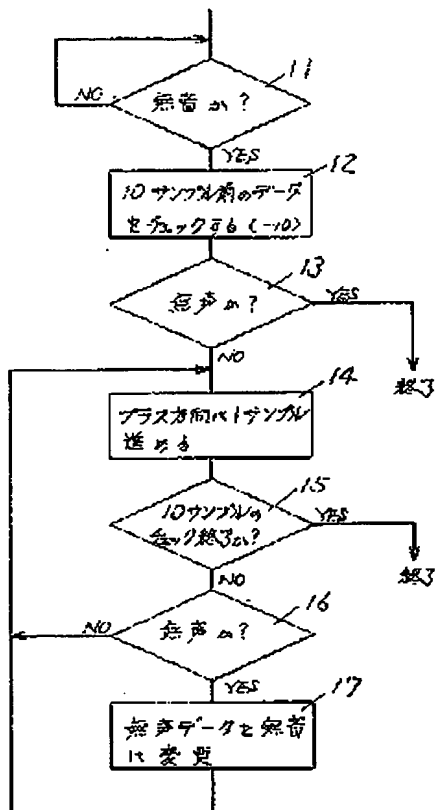 11
NO
無音か?
YES
12
10サンプル前のデータ
をチェックする(-10)
13
無声か?
YES
NO
終了
14
プラス方向に1サンプル
進める
15
10サンプルの
チェック終了か?
YES
NO
終了
16
NO
無声か?
YES
17
無声データを無音
に変更